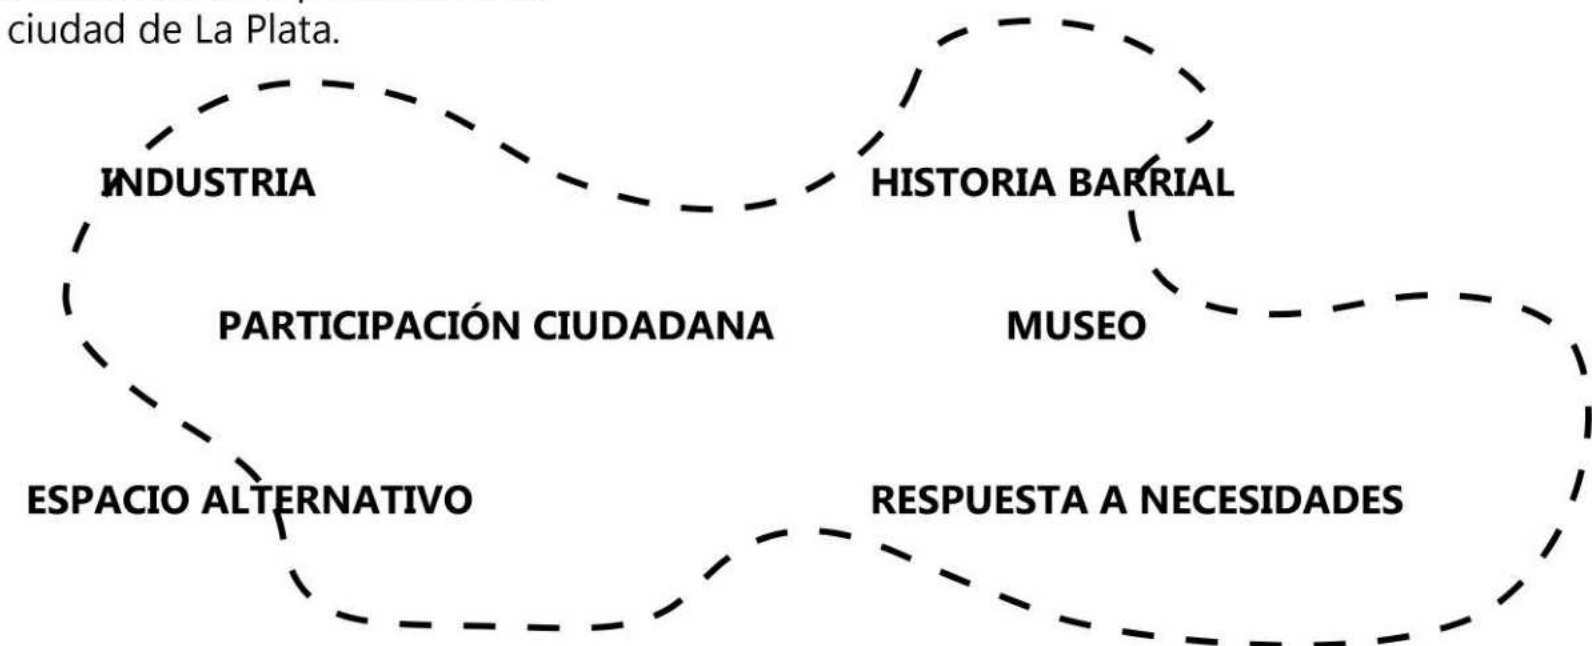 ciudad de La Plata.
INDUSTRIA
HISTORIA BARRIAL
PARTICIPACIÓN CIUDADANA
MUSEO
ESPACIO ALTERNATIVO
RESPUESTA A NECESIDADES